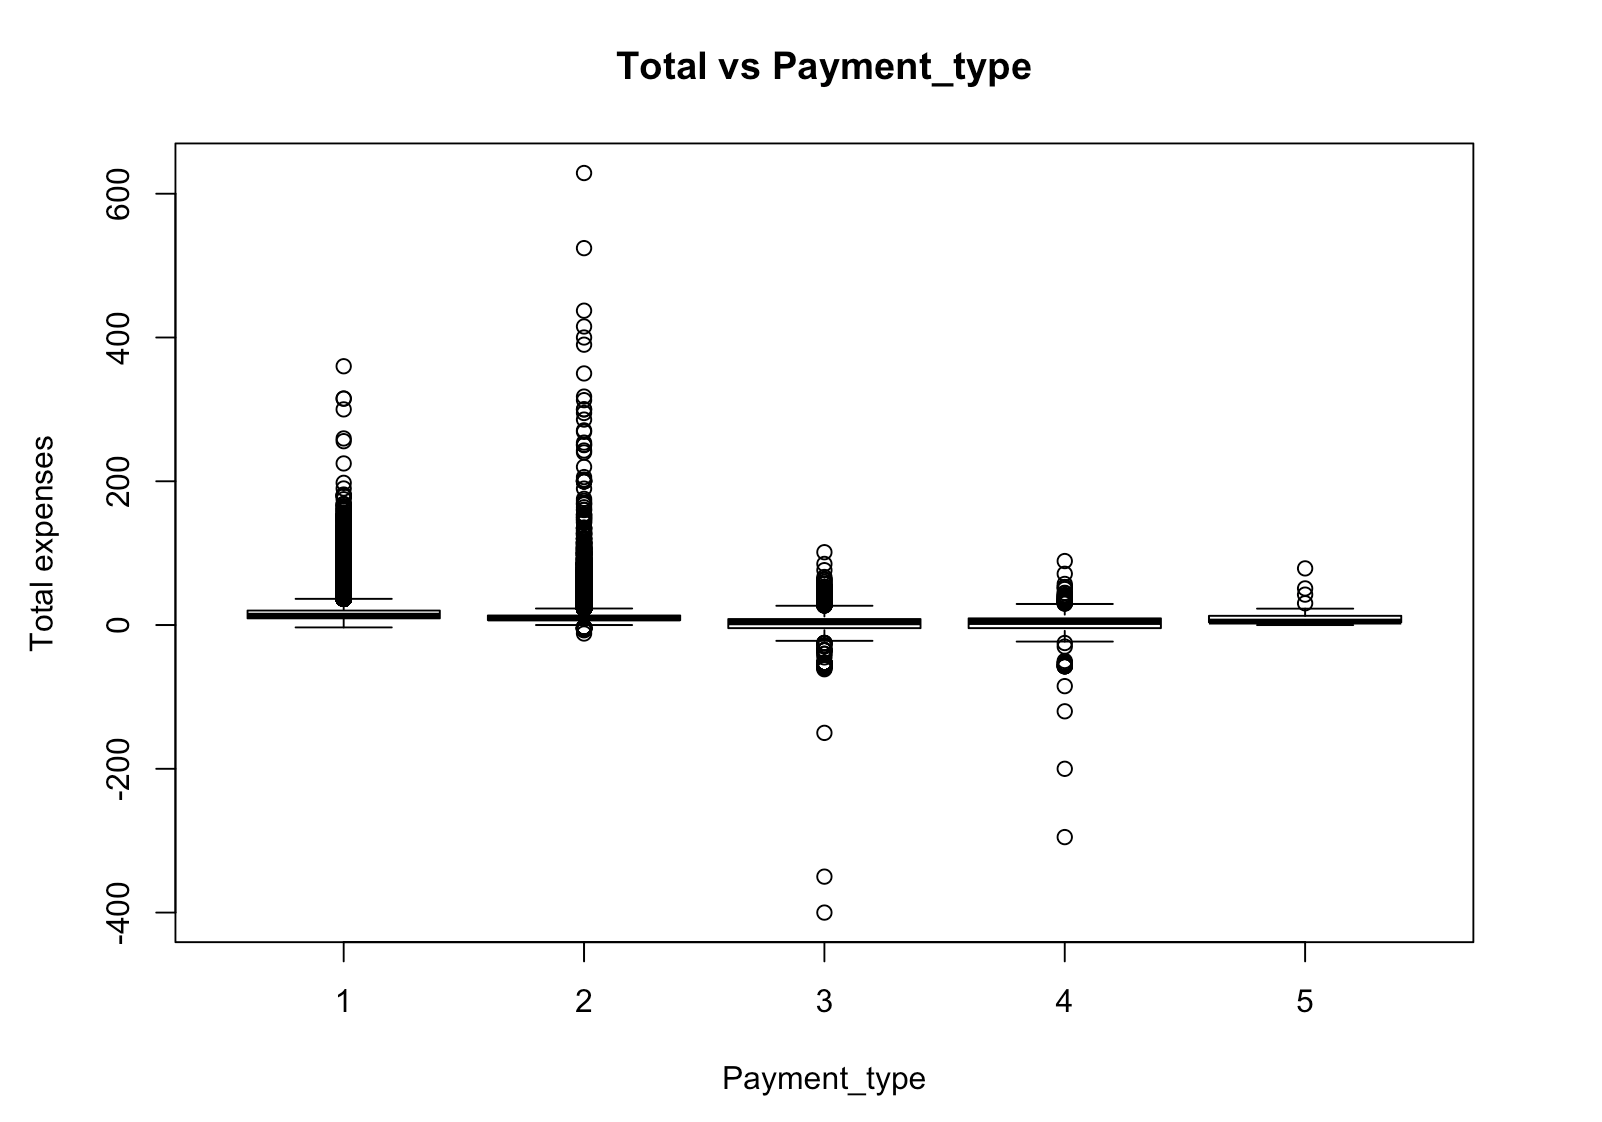 Total vs Payment_type
Total expenses
600
400
200
0
-200
-400
1 2 3 4 5
Payment_type